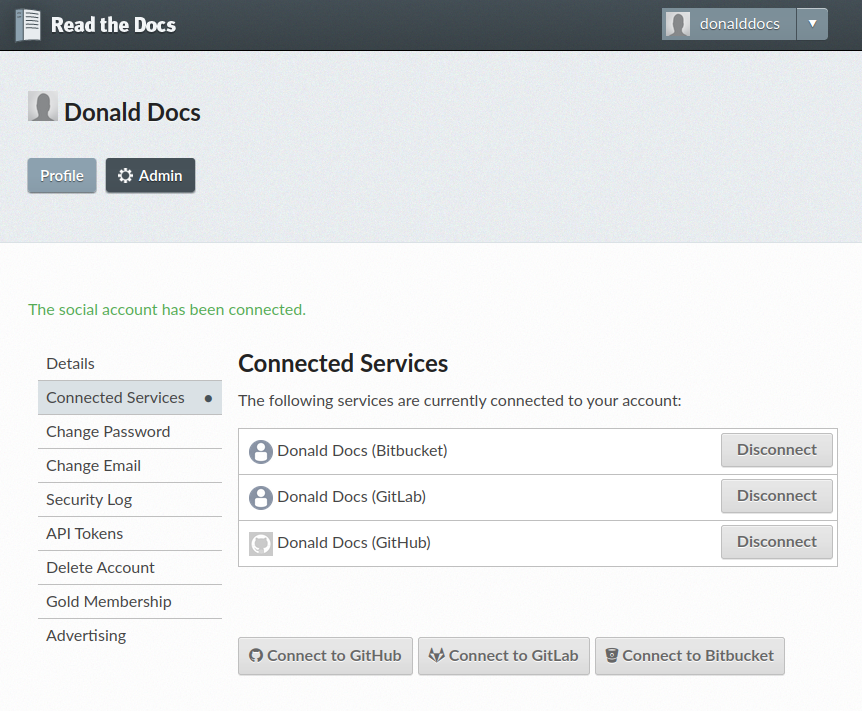 Read the Docs
donalddocs
Donald Docs
Profile
Admin
The social account has been connected.
Details
Connected Services
Change Password
Change Email
Security Log
API Tokens
Delete Account
Gold Membership
Advertising
Connected Services
The following services are currently connected to your account:
Donald Docs (Bitbucket) Disconnect
Donald Docs (GitLab) Disconnect
Donald Docs (GitHub) Disconnect
Connect to GitHub Connect to GitLab Connect to Bitbucket